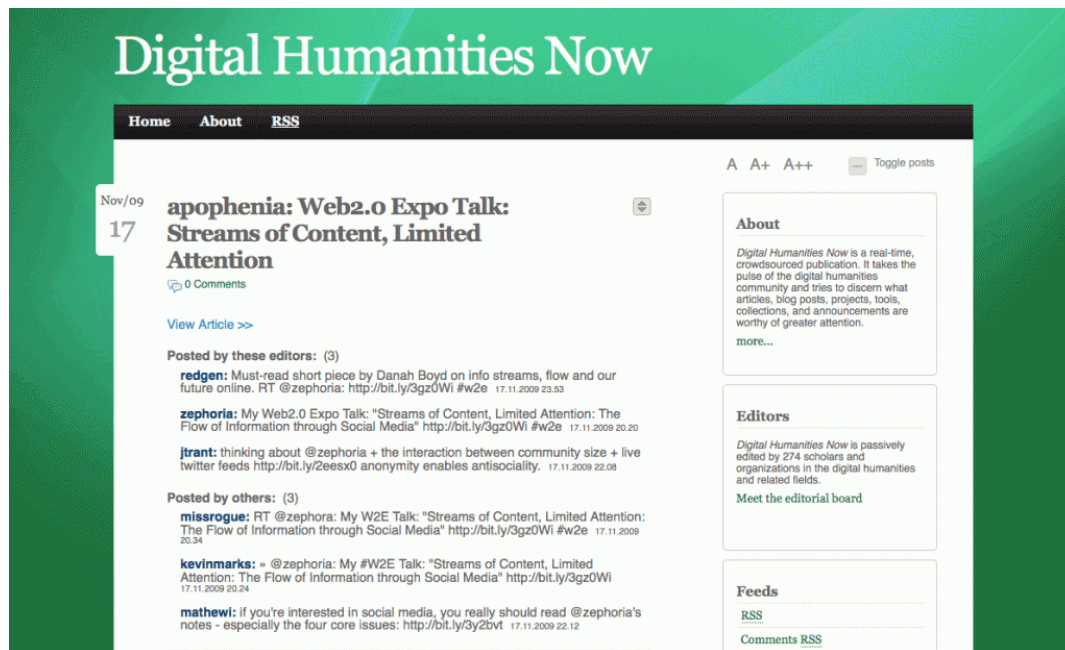 Digital Humanities Now
Home About RSS
A A+ A++ Toggle posts
Nov/09
17
apophenia: Web2.0 Expo Talk:
Streams of Content, Limited
Attention
0 Comments
View Article >>
Posted by these editors: (3)
redgen: Must-read short piece by Danah Boyd on info streams, flow and our
future online. RT @zephoria: http://bit.ly/3gz0Wi #w2e 17.11.2009 23.53
zephoria: My Web2.0 Expo Talk: "Streams of Content, Limited Attention: The
Flow of Information through Social Media" http://bit.ly/3gz0Wi #w2e 17.11.2009 20.20
jtrant: thinking about @zephoria + the interaction between community size + live
twitter feeds http://bit.ly/2eesx0 anonymity enables antisociality. 17.11.2009 22.08
Posted by others: (3)
missrogue: RT @zephora: My W2E Talk: "Streams of Content, Limited Attention:
The Flow of Information through Social Media" http://bit.ly/3gz0Wi #w2e 17.11.2009
20.34
kevinmarks: » @zephoria: My #W2E Talk: "Streams of Content, Limited
Attention: The Flow of Information through Social Media" http://bit.ly/3gz0Wi
17.11.2009 20.24
mathewi: if you're interested in social media, you really should read @zephoria's
notes - especially the four core issues: http://bit.ly/3y2bvt 17.11.2009 22.12
About
Digital Humanities Now is a real-time,
crowdsourced publication. It takes the
pulse of the digital humanities
community and tries to discern what
articles, blog posts, projects, tools,
collections, and announcements are
worthy of greater attention.
more...
Editors
Digital Humanities Now is passively
edited by 274 scholars and
organizations in the digital humanities
and related fields.
Meet the editorial board
Feeds
RSS
Comments RSS